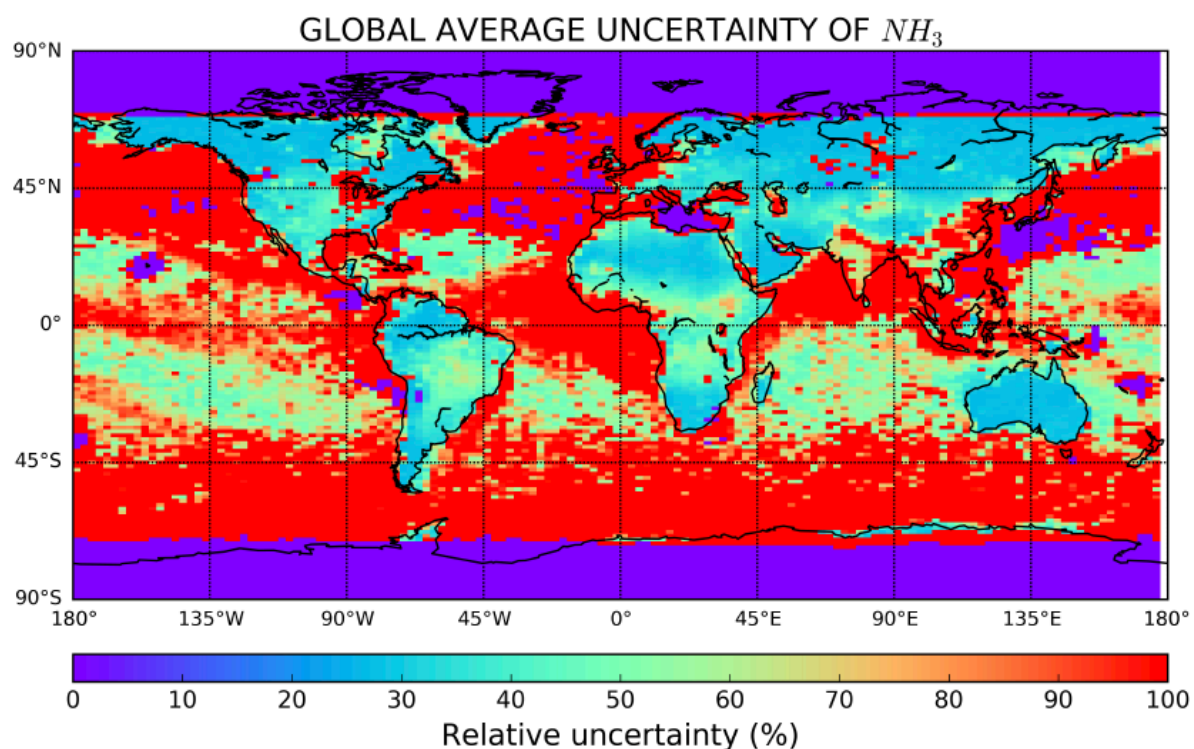 GLOBAL AVERAGE UNCERTAINTY OF NH₃
90°N
45°N
0°
45°S
90°S
180° 135°W 90°W 45°W 0° 45°E 90°E 135°E 180°
0 10 20 30 40 50 60 70 80 90 100
Relative uncertainty (%)